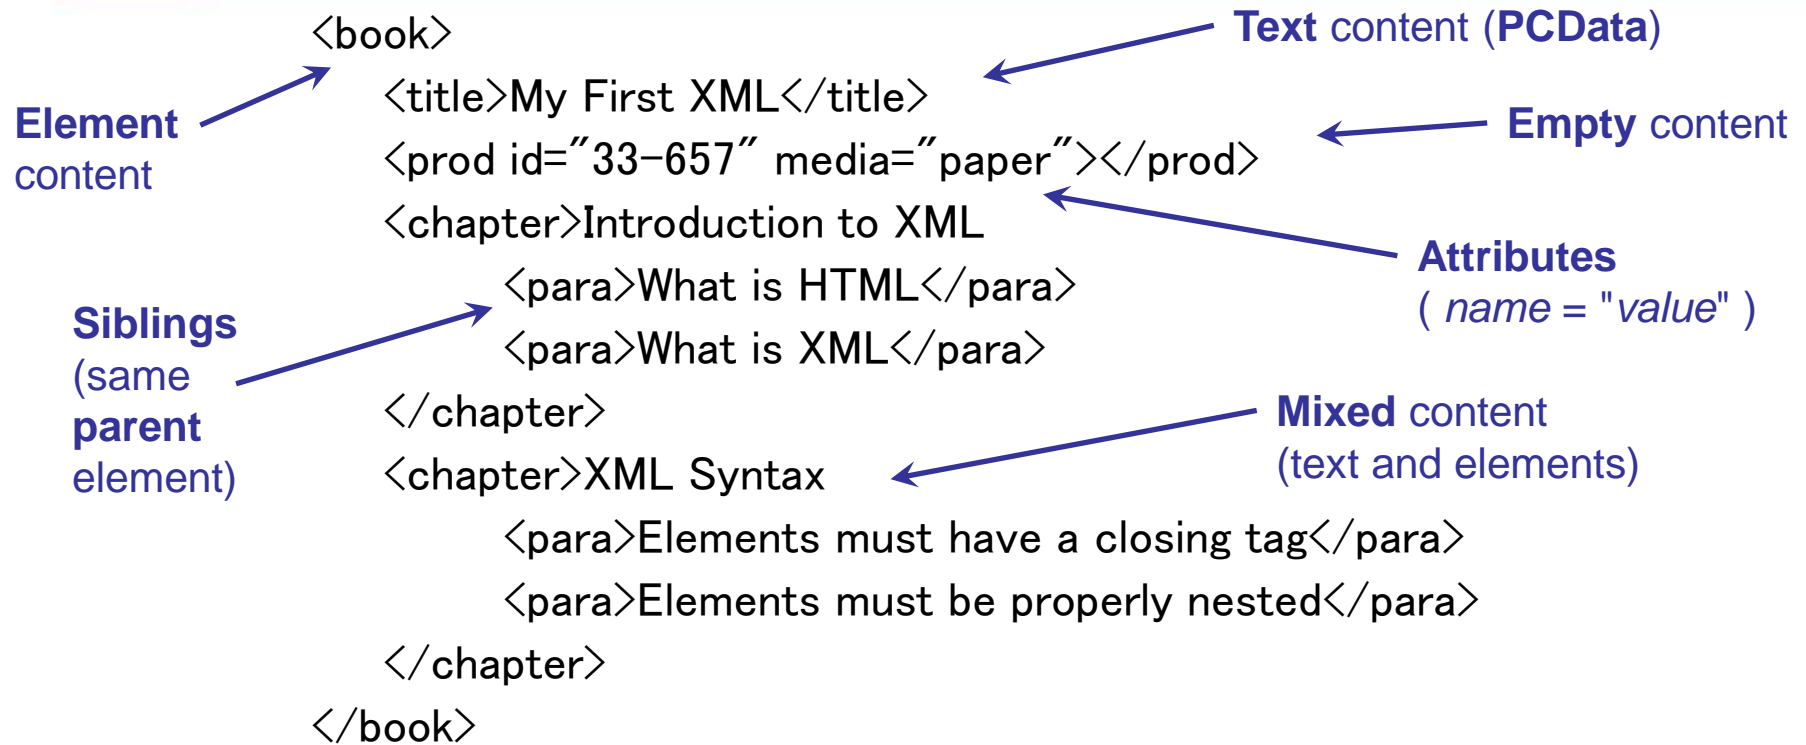 <book>
Text content (PCData)
<title>My First XML</title>
Element
content
Empty content
<prod id="33-657" media="paper"></prod>
<chapter>Introduction to XML
Attributes
( name = "value" )
<para>What is HTML</para>
Siblings
(same
parent
element)
<para>What is XML</para>
</chapter>
Mixed content
(text and elements)
<chapter>XML Syntax
<para>Elements must have a closing tag</para>
<para>Elements must be properly nested</para>
</chapter>
</book>